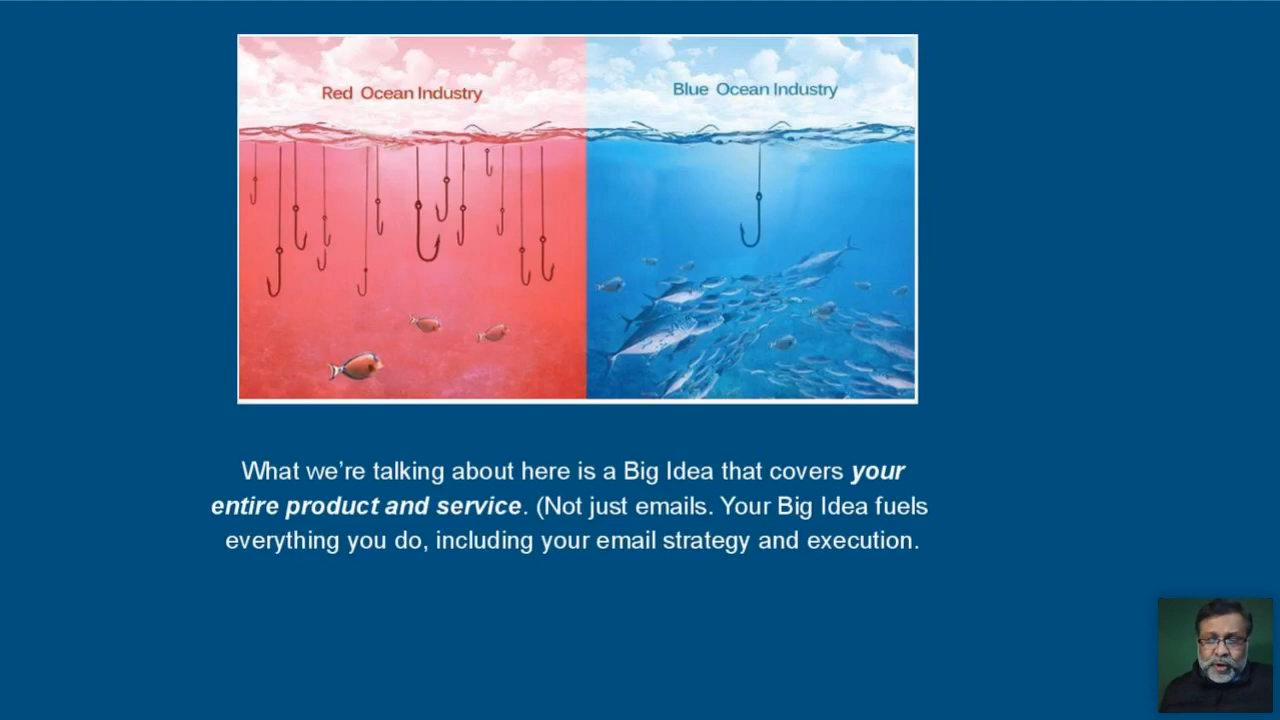 Red Ocean Industry
Blue Ocean Industry
What we're talking about here is a Big Idea that covers your
entire product and service. (Not just emails. Your Big Idea fuels
everything you do, including your email strategy and execution.